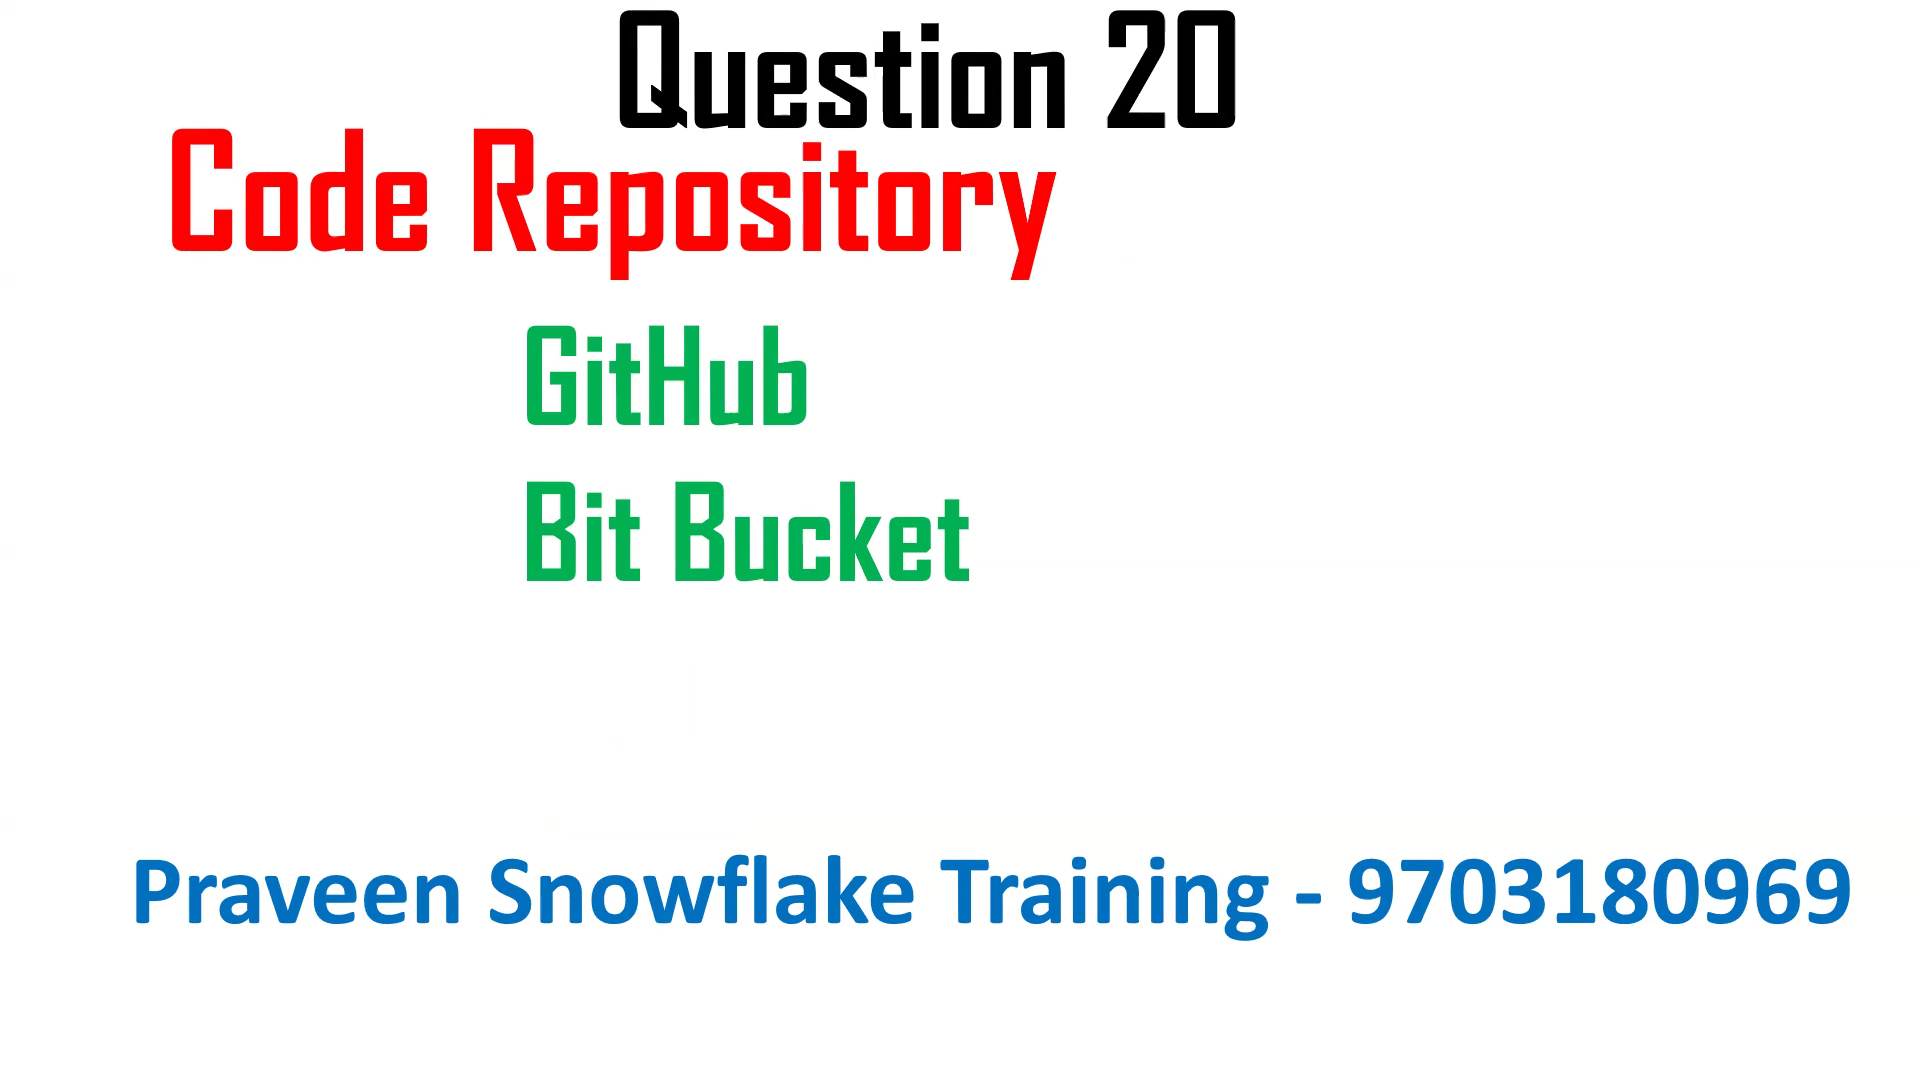 Question 20
Code Repository
GitHub
Bit Bucket
Praveen Snowflake Training - 9703180969